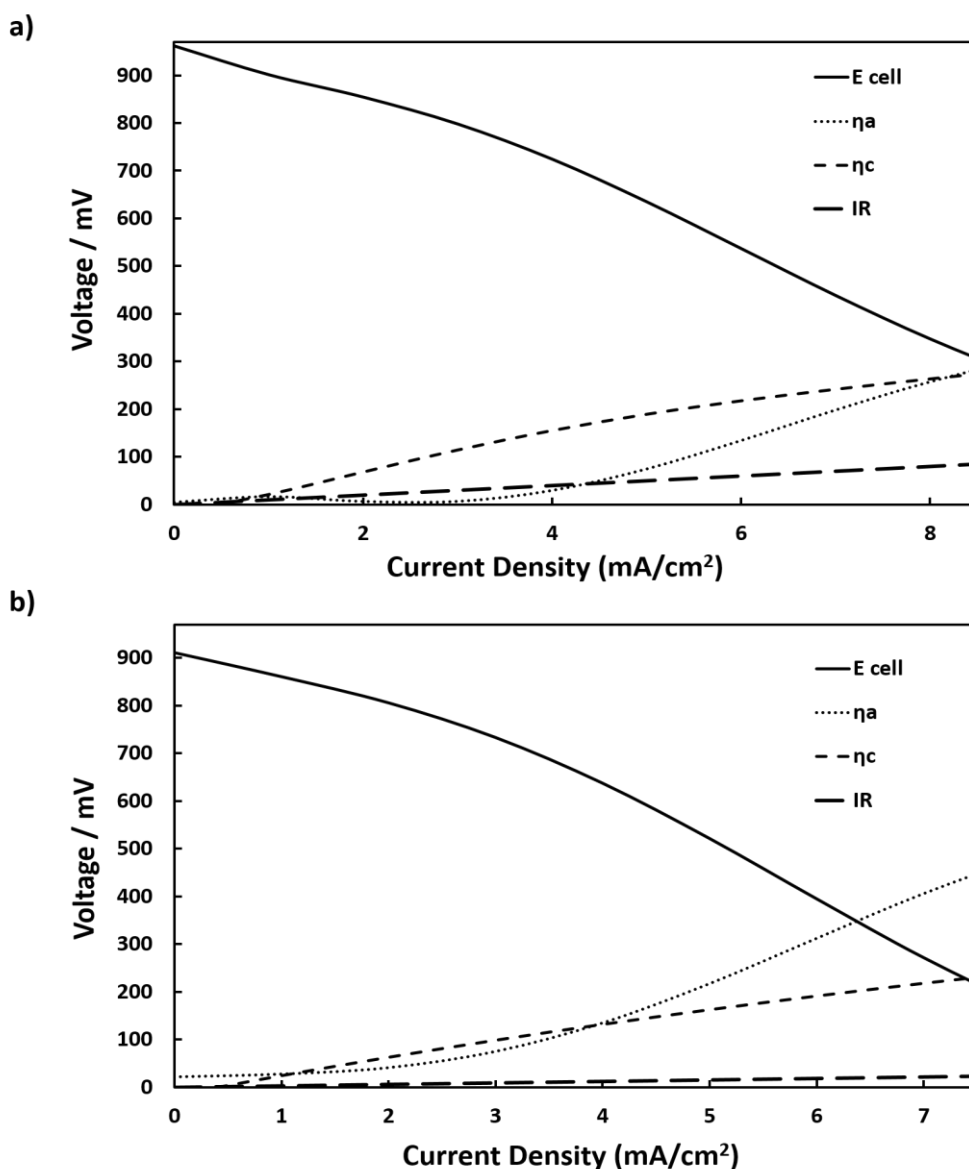 a)
900
800
700
600
500
400
300
200
100
0
Voltage / mV
E cell
ηa
ηc
IR
0 2 4 6 8
Current Density (mA/cm²)
b)
900
800
700
600
500
400
300
200
100
0
Voltage / mV
E cell
ηa
ηc
IR
0 1 2 3 4 5 6 7
Current Density (mA/cm²)